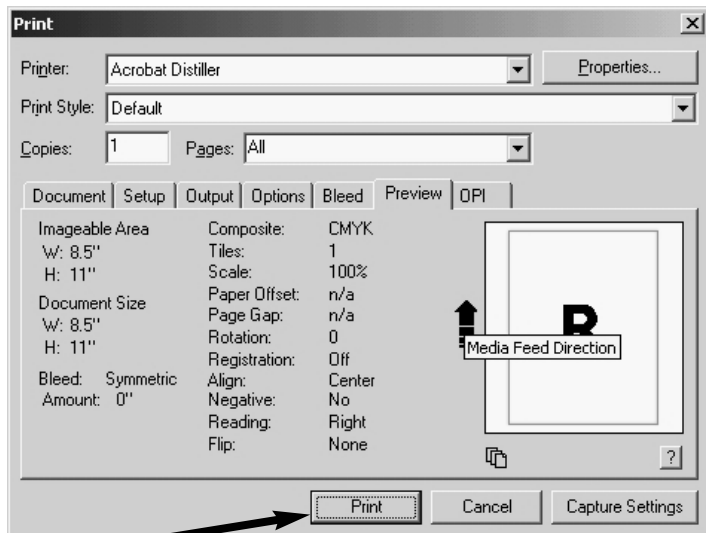 Print
Printer: Acrobat Distiller Properties...
Print Style: Default
Copies: 1 Pages: All
Document Setup Output Options Bleed Preview OPI
Imageable Area
W: 8.5"
H: 11"
Document Size
W: 8.5"
H: 11"
Bleed: Symmetric
Amount: 0"
Composite: CMYK
Tiles: 1
Scale: 100%
Paper Offset: n/a
Page Gap: n/a
Rotation: 0
Registration: Off
Align: Center
Negative: No
Reading: Right
Flip: None
R
Media Feed Direction
?
Print Cancel Capture Settings